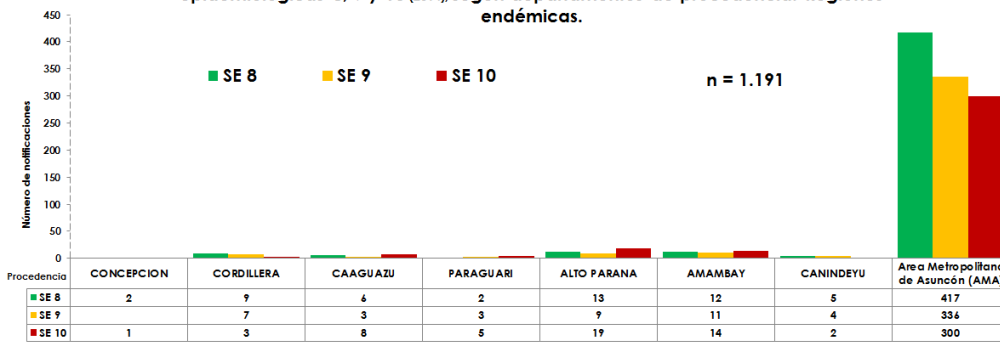 endémicas.
450
400
350
300
250
200
150
100
50
0
Número de notificaciones
SE 8 SE 9 SE 10
n = 1.191
Procedencia CONCEPCION CORDILLERA CAAGUAZU PARAGUARI ALTO PARANA AMAMBAY CANINDEYU Area Metropolitana de Asuncón (AMA)
SE 8 2 9 6 2 13 12 5 417
SE 9 7 3 3 9 11 4 336
SE 10 1 3 8 5 19 14 2 300